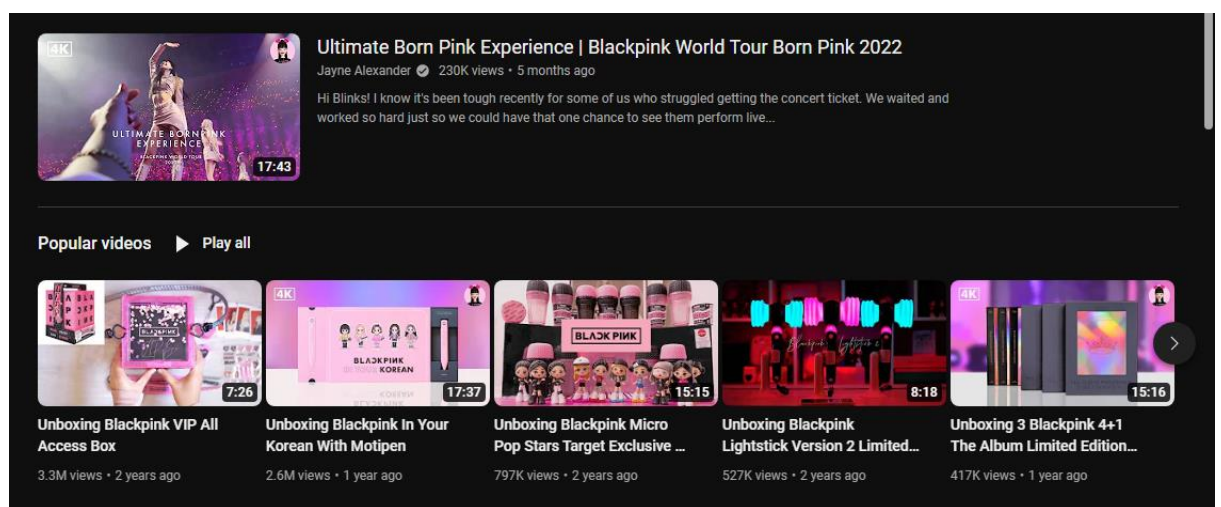 4K
ULTIMATE BORNPINK
EXPERIENCE
BLACKPINK WORLD TOUR
17:43
Ultimate Born Pink Experience | Blackpink World Tour Born Pink 2022
Jayne Alexander 230K views • 5 months ago
Hi Blinks! I know it's been tough recently for some of us who struggled getting the concert ticket. We waited and
worked so hard just so we could have that one chance to see them perform live...
Popular videos Play all
BLACKPINK
7:26
4K
BLACKPINK
IN YOUR KOREAN
17:37
BLACKPINK
15:15
Blackpink lightstick 2
8:18
4K
15:16
Unboxing Blackpink VIP All
Access Box
3.3M views • 2 years ago
Unboxing Blackpink In Your
Korean With Motipen
2.6M views • 1 year ago
Unboxing Blackpink Micro
Pop Stars Target Exclusive ...
797K views • 2 years ago
Unboxing Blackpink
Lightstick Version 2 Limited...
527K views • 2 years ago
Unboxing 3 Blackpink 4+1
The Album Limited Edition...
417K views • 1 year ago